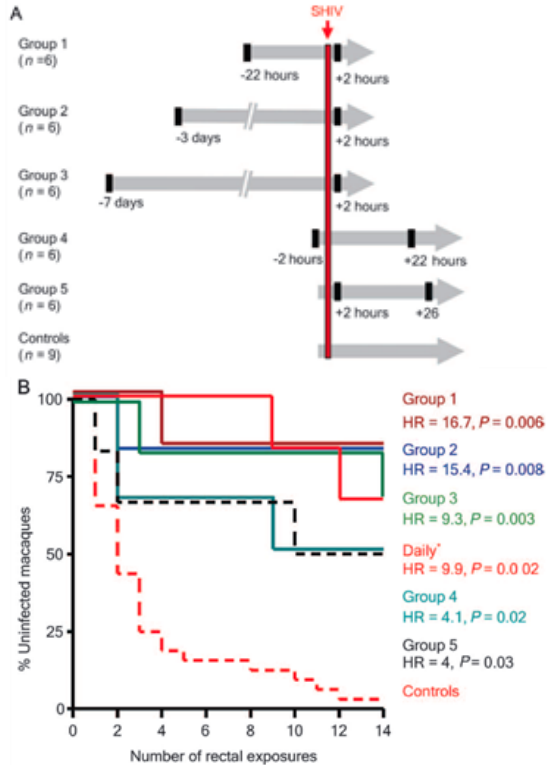 A
SHIV
Group 1
(n =6)
-22 hours
+2 hours
Group 2
(n = 6)
-3 days
+2 hours
Group 3
(n = 6)
-7 days
+2 hours
Group 4
(n = 6)
-2 hours
+22 hours
Group 5
(n = 6)
+2 hours
+26
Controls
(n = 9)
B
% Uninfected macaques
100
75
50
25
0
0 2 4 6 8 10 12 14
Number of rectal exposures
Group 1
HR = 16.7, P = 0.006
Group 2
HR = 15.4, P = 0.008
Group 3
HR = 9.3, P = 0.003
Daily*
HR = 9.9, P = 0.0 02
Group 4
HR = 4.1, P = 0.02
Group 5
HR = 4, P = 0.03
Controls